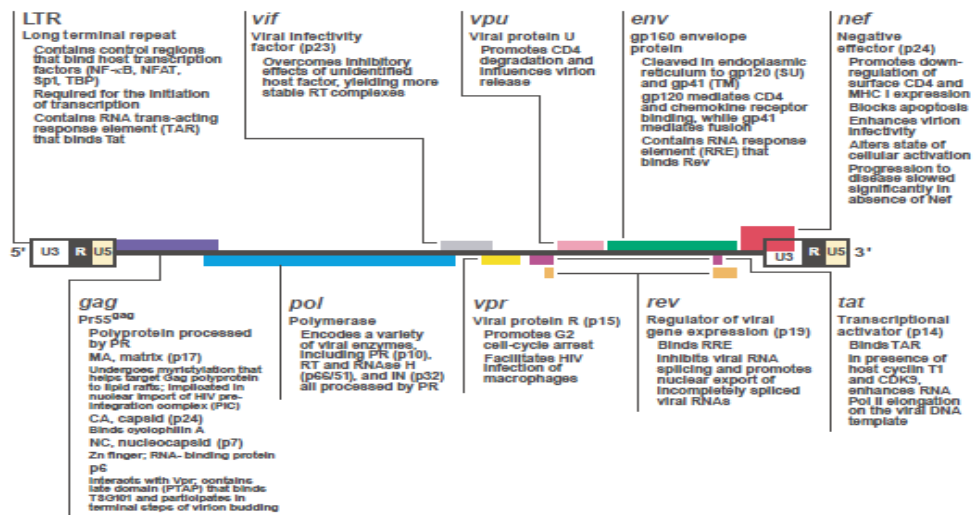 LTR
Long terminal repeat
Contains control regions
that bind host transcription
factors (NF-κB, NFAT,
Sp1, TBP)
Required for the initiation
of transcription
Contains RNA trans-acting
response element (TAR)
that binds Tat
vif
Viral infectivity
factor (p23)
Overcomes inhibitory
effects of unidentified
host factor, yielding more
stable RT complexes
vpu
Viral protein U
Promotes CD4
degradation and
influences virion
release
env
gp160 envelope
protein
Cleaved in endoplasmic
reticulum to gp120 (SU)
and gp41 (TM)
gp120 mediates CD4
and chemokine receptor
binding, while gp41
mediates fusion
Contains RNA response
element (RRE) that
binds Rev
nef
Negative
effector (p24)
Promotes down-
regulation of
surface CD4 and
MHC I expression
Blocks apoptosis
Enhances virion
infectivity
Alters state of
cellular activation
Progression to
disease slowed
significantly in
absence of Nef
5' U3 R U5
U3 R U5 3'
gag
Pr55gag
Polyprotein processed
by PR
MA, matrix (p17)
Undergoes myristylation that
helps target Gag polyprotein
to lipid rafts; implicated in
nuclear import of HIV pre-
integration complex (PIC)
CA, capsid (p24)
Binds cyclophilin A
NC, nucleocapsid (p7)
Zn finger; RNA- binding protein
p6
Interacts with Vpr; contains
late domain (PTAP) that binds
TSG101 and participates in
terminal steps of virion budding
pol
Polymerase
Encodes a variety
of viral enzymes,
including PR (p10),
RT and RNAse H
(p66/51), and IN (p32)
all processed by PR
vpr
Viral protein R (p15)
Promotes G2
cell-cycle arrest
Facilitates HIV
infection of
macrophages
rev
Regulator of viral
gene expression (p19)
Binds RRE
Inhibits viral RNA
splicing and promotes
nuclear export of
incompletely spliced
viral RNAs
tat
Transcriptional
activator (p14)
Binds TAR
In presence of
host cyclin T1
and CDK9,
enhances RNA
Pol II elongation
on the viral DNA
template